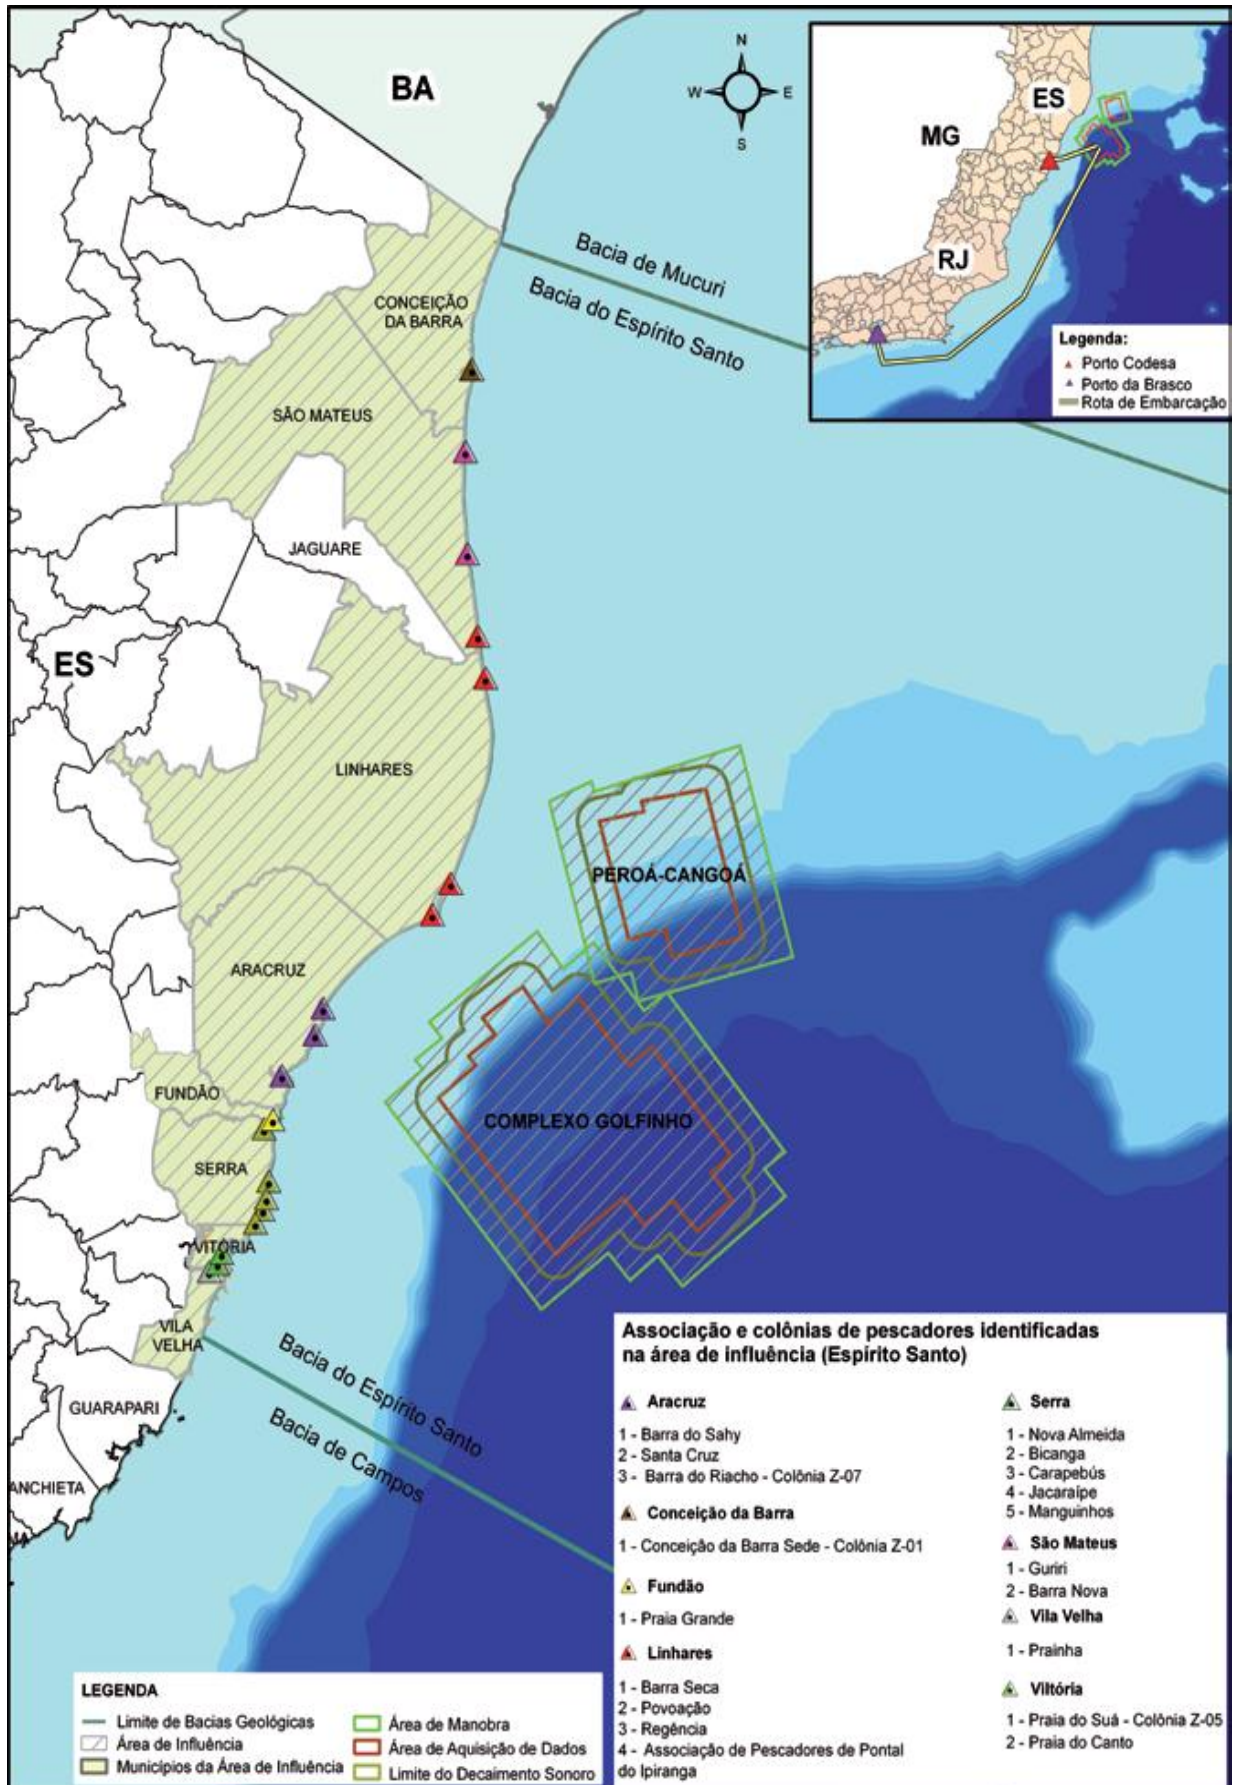 BA
N
W
E
S
ES
MG
RJ
Legenda:
Porto Codesa
Porto da Brasco
Rota de Embarcação
Bacia de Mucuri
Bacia do Espírito Santo
CONCEIÇÃO
DA BARRA
SÃO MATEUS
JAGUARE
ES
LINHARES
PEROÁ-CANGOÁ
ARACRUZ
COMPLEXO GOLFINHO
FUNDÃO
SERRA
VITÓRIA
VILA
VELHA
GUARAPARI
ANCHIETA
Bacia do Espírito Santo
Bacia de Campos
Associação e colônias de pescadores identificadas
na área de influência (Espírito Santo)
Aracruz
1 - Barra do Sahy
2 - Santa Cruz
3 - Barra do Riacho - Colônia Z-07
Conceição da Barra
1 - Conceição da Barra Sede - Colônia Z-01
Fundão
1 - Praia Grande
Linhares
1 - Barra Seca
2 - Povoação
3 - Regência
4 - Associação de Pescadores de Pontal
do Ipiranga
Serra
1 - Nova Almeida
2 - Bicanga
3 - Carapebús
4 - Jacaraípe
5 - Manguinhos
São Mateus
1 - Guriri
2 - Barra Nova
Vila Velha
1 - Prainha
Viltória
1 - Praia do Suá - Colônia Z-05
2 - Praia do Canto
LEGENDA
Limite de Bacias Geológicas
Área de Influência
Municípios da Área de Influência
Área de Manobra
Área de Aquisição de Dados
Limite do Decaimento Sonoro